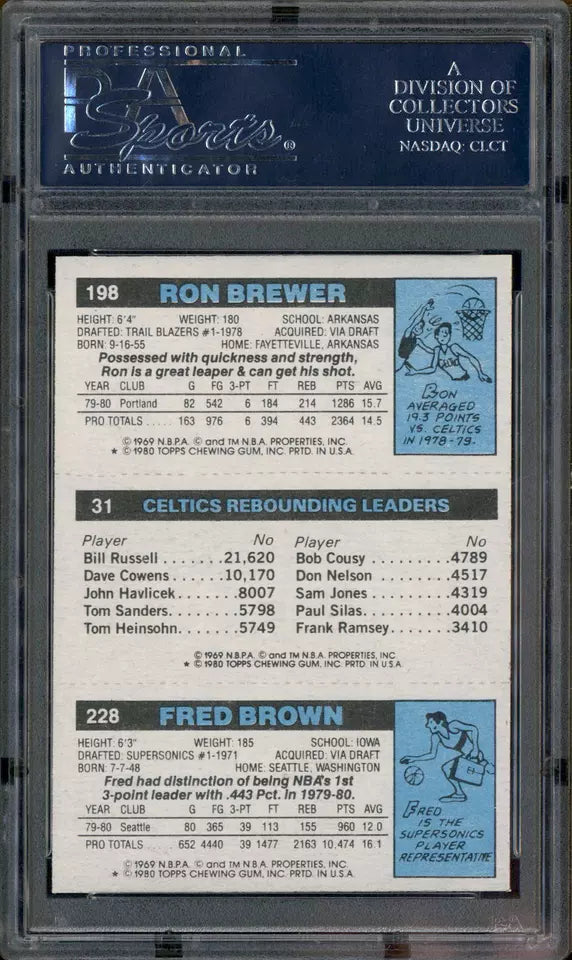 PROFESSIONAL
PSA
Sports®
AUTHENTICATOR
A
DIVISION OF
COLLECTORS
UNIVERSE
NASDAQ: CLCT
198 RON BREWER
HEIGHT: 6'4" WEIGHT: 180 SCHOOL: ARKANSAS
DRAFTED: TRAIL BLAZERS #1-1978 ACQUIRED: VIA DRAFT
BORN: 9-16-55 HOME: FAYETTEVILLE, ARKANSAS
Possessed with quickness and strength,
Ron is a great leaper & can get his shot.
YEAR CLUB G FG 3-PT FT REB PTS AVG
79-80 Portland 82 542 6 184 214 1286 15.7
PRO TOTALS 163 976 6 394 443 2364 14.5
© 1969 N.B.P.A. © and TM N.B.A. PROPERTIES, INC.
★ © 1980 TOPPS CHEWING GUM, INC. PRTD. IN U.S.A.
RON
AVERAGED
19.3 POINTS
VS. CELTICS
IN 1978-79.
31 CELTICS REBOUNDING LEADERS
Player No Player No
Bill Russell . . . . . . . 21,620 Bob Cousy . . . . . . . . . 4789
Dave Cowens . . . . . . 10,170 Don Nelson . . . . . . . . 4517
John Havlicek . . . . . . . 8007 Sam Jones . . . . . . . . . 4319
Tom Sanders . . . . . . . 5798 Paul Silas . . . . . . . . . . 4004
Tom Heinsohn . . . . . . . 5749 Frank Ramsey . . . . . . 3410
© 1969 N.B.P.A. © and TM N.B.A. PROPERTIES, INC
★ © 1980 TOPPS CHEWING GUM, INC. PRTD. IN U.S.A.
228 FRED BROWN
HEIGHT: 6'3" WEIGHT: 185 SCHOOL: IOWA
DRAFTED: SUPERSONICS #1-1971 ACQUIRED: VIA DRAFT
BORN: 7-7-48 HOME: SEATTLE, WASHINGTON
Fred had distinction of being NBA's 1st
3-point leader with .443 Pct. in 1979-80.
YEAR CLUB G FG 3-PT FT REB PTS AVG
79-80 Seattle 80 365 39 113 155 960 12.0
PRO TOTALS 652 4440 39 1477 2163 10,474 16.1
© 1969 N.B.P.A. © and TM N.B.A. PROPERTIES, INC.
★ © 1980 TOPPS CHEWING GUM, INC. PRTD. IN U.S.A.
FRED
IS THE
SUPERSONICS
PLAYER
REPRESENTATIVE